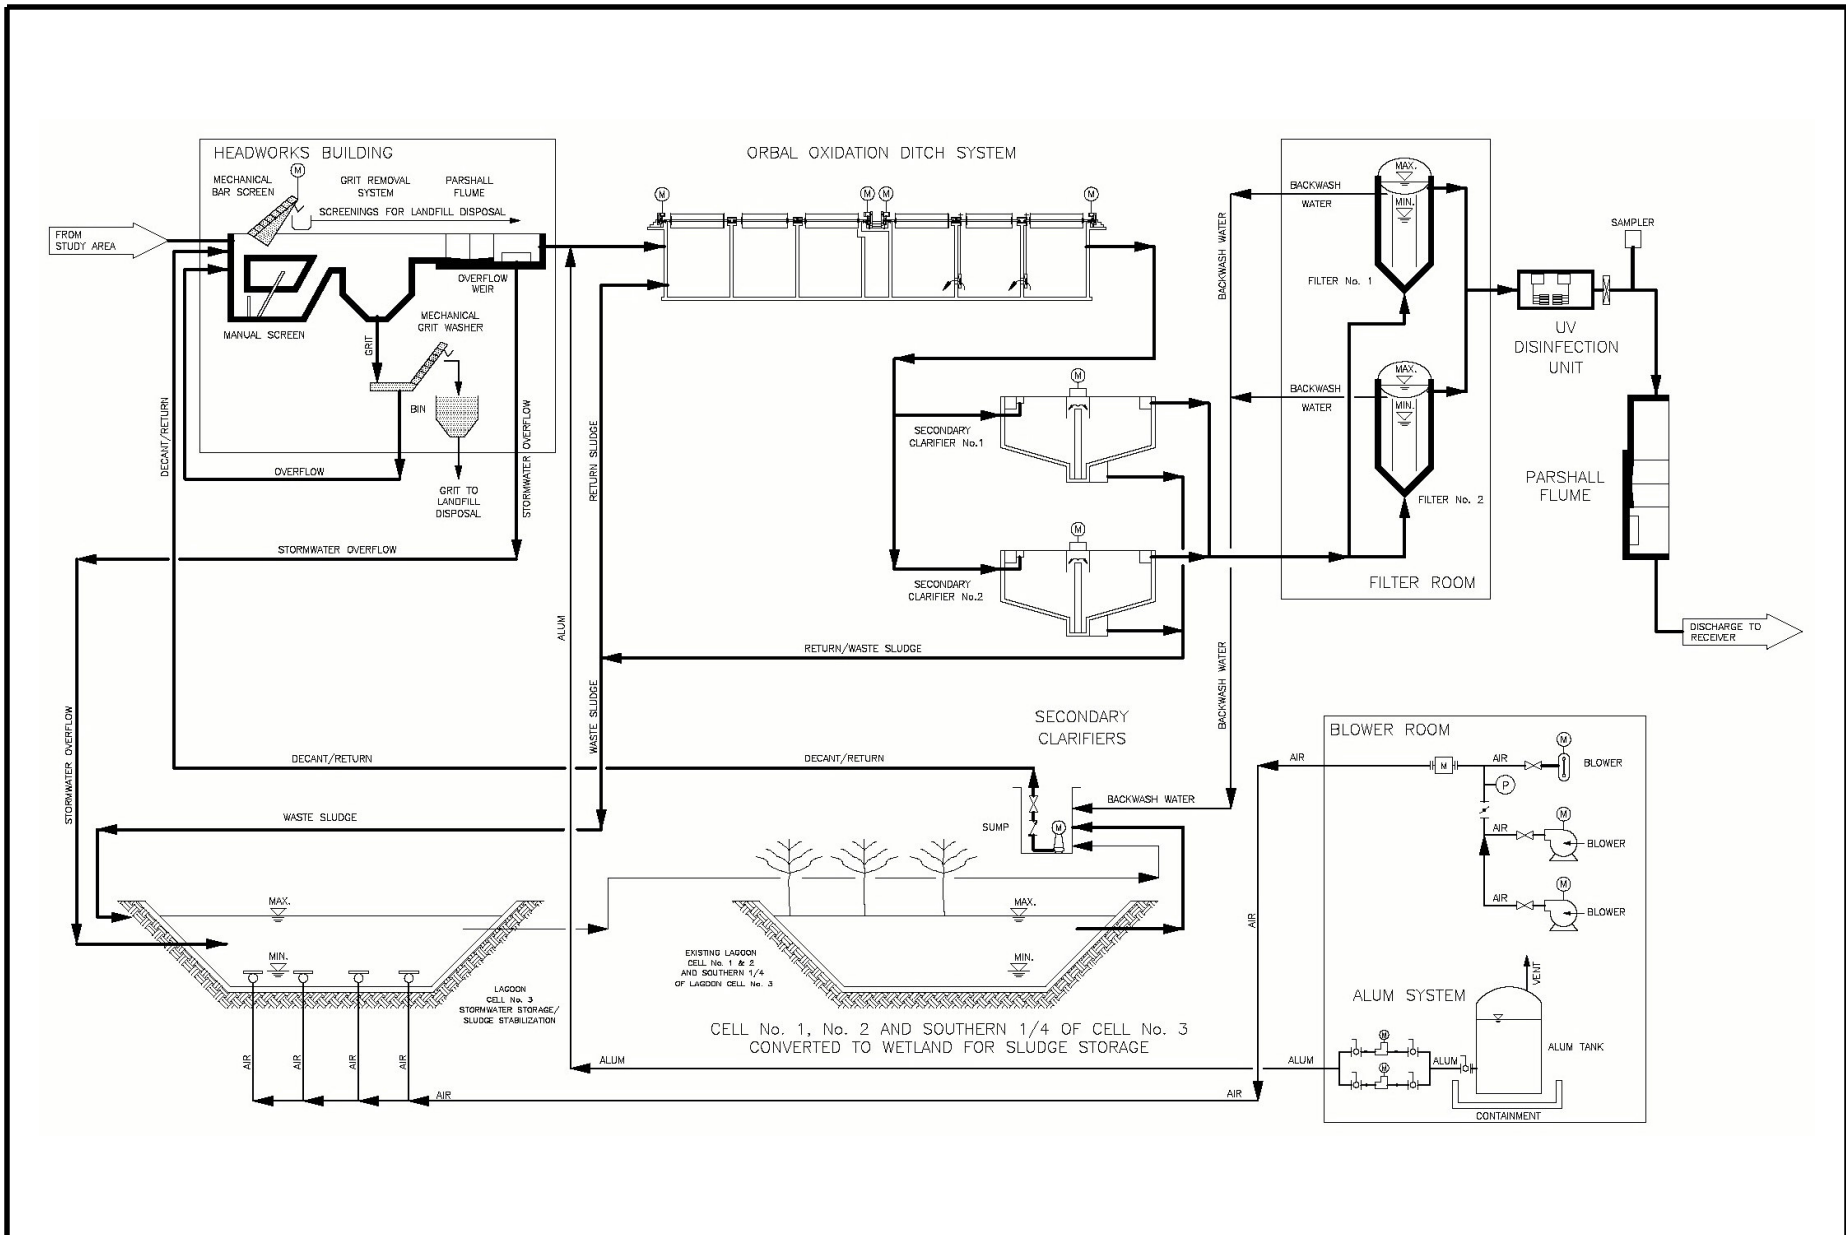 HEADWORKS BUILDING
M
MECHANICAL
BAR SCREEN
GRIT REMOVAL
SYSTEM
PARSHALL
FLUME
SCREENINGS FOR LANDFILL DISPOSAL
FROM
STUDY AREA
OVERFLOW
WEIR
MANUAL SCREEN
MECHANICAL
GRIT WASHER
GRIT
BIN
OVERFLOW
GRIT TO
LANDFILL
DISPOSAL
STORMWATER OVERFLOW
DECANT/RETURN
STORMWATER OVERFLOW
STORMWATER OVERFLOW
ORBAL OXIDATION DITCH SYSTEM
M
M
M
M
RETURN SLUDGE
M
SECONDARY
CLARIFIER No.1
M
SECONDARY
CLARIFIER No.2
ALUM
RETURN/WASTE SLUDGE
WASTE SLUDGE
BACKWASH
WATER
MAX.
MIN.
FILTER No. 1
BACKWASH WATER
BACKWASH
WATER
MAX.
MIN.
FILTER No. 2
FILTER ROOM
SAMPLER
UV
DISINFECTION
UNIT
PARSHALL
FLUME
DISCHARGE TO
RECEIVER
BACKWASH WATER
SECONDARY
CLARIFIERS
DECANT/RETURN
DECANT/RETURN
BACKWASH WATER
SUMP
M
WASTE SLUDGE
MAX.
MIN.
LAGOON
CELL No. 3
STORMWATER STORAGE/
SLUDGE STABILIZATION
AIR
AIR
AIR
AIR
AIR
MAX.
MIN.
EXISTING LAGOON
CELL No. 1 & 2
AND SOUTHERN 1/4
OF LAGOON CELL No. 3
CELL No. 1, No. 2 AND SOUTHERN 1/4 OF CELL No. 3
CONVERTED TO WETLAND FOR SLUDGE STORAGE
ALUM
AIR
AIR
AIR
BLOWER ROOM
M
AIR
M
BLOWER
P
AIR
M
BLOWER
AIR
M
BLOWER
VENT
ALUM SYSTEM
ALUM
M
M
ALUM
ALUM TANK
CONTAINMENT